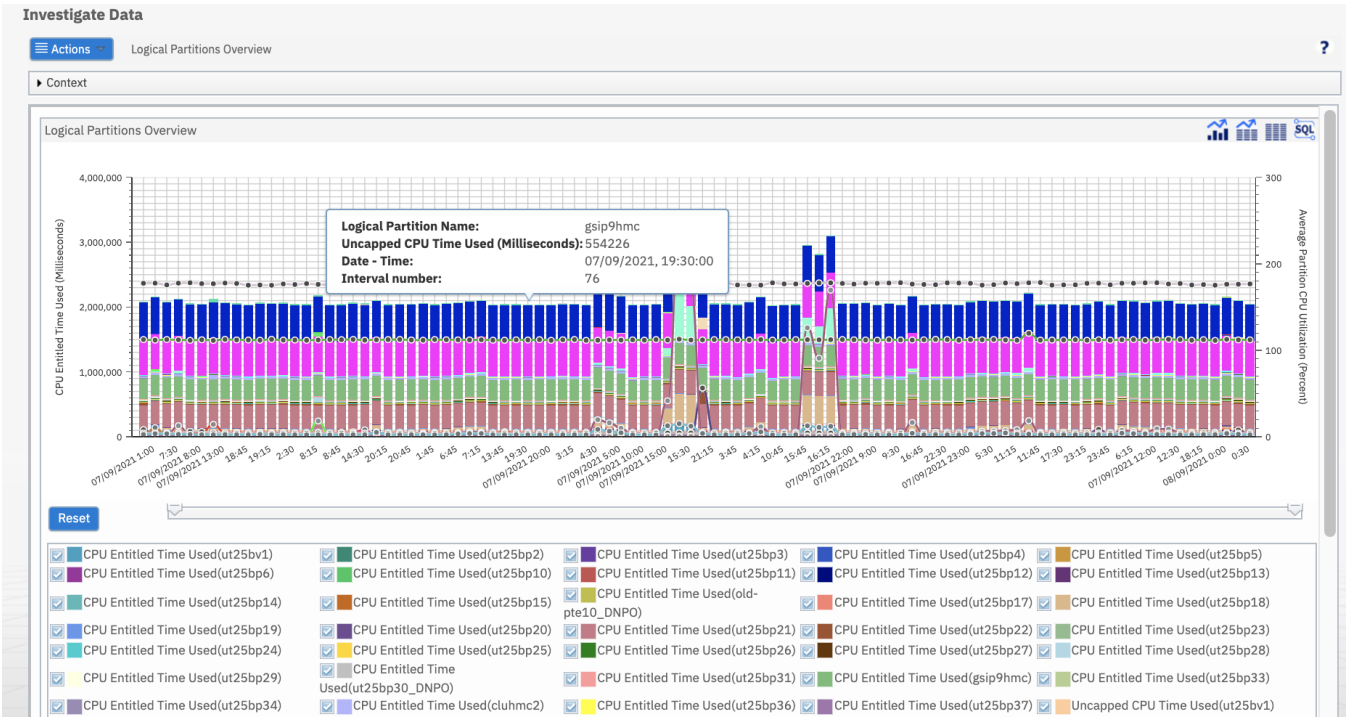 Investigate Data
Actions
Logical Partitions Overview
?
Context
Logical Partitions Overview
SQL
4,000,000
3,000,000
2,000,000
1,000,000
0
CPU Entitled Time Used (Milliseconds)
300
200
100
0
Average Partition CPU Utilization (Percent)
Logical Partition Name: gsip9hmc
Uncapped CPU Time Used (Milliseconds): 554226
Date - Time: 07/09/2021, 19:30:00
Interval number: 76
07/09/2021 1:00 7:30 07/09/2021 8:00 07/09/2021 13:00 18:45 19:15 2:30 8:15 8:45 14:30 20:15 20:45 1:45 6:45 7:15 13:45 19:30 07/09/2021 20:00 3:15 4:30 07/09/2021 5:00 07/09/2021 10:00 07/09/2021 15:00 15:30 21:15 3:45 4:15 10:45 15:45 16:15 07/09/2021 22:00 07/09/2021 9:00 9:30 16:45 22:30 07/09/2021 23:00 5:30 11:15 11:45 17:30 23:15 23:45 6:15 07/09/2021 12:00 12:30 18:15 08/09/2021 0:00 0:30
Reset
CPU Entitled Time Used(ut25bv1) CPU Entitled Time Used(ut25bp2) CPU Entitled Time Used(ut25bp3) CPU Entitled Time Used(ut25bp4) CPU Entitled Time Used(ut25bp5)
CPU Entitled Time Used(ut25bp6) CPU Entitled Time Used(ut25bp10) CPU Entitled Time Used(ut25bp11) CPU Entitled Time Used(ut25bp12) CPU Entitled Time Used(ut25bp13)
CPU Entitled Time Used(ut25bp14) CPU Entitled Time Used(ut25bp15) CPU Entitled Time Used(old-
pte10_DNPO) CPU Entitled Time Used(ut25bp17) CPU Entitled Time Used(ut25bp18)
CPU Entitled Time Used(ut25bp19) CPU Entitled Time Used(ut25bp20) CPU Entitled Time Used(ut25bp21) CPU Entitled Time Used(ut25bp22) CPU Entitled Time Used(ut25bp23)
CPU Entitled Time Used(ut25bp24) CPU Entitled Time Used(ut25bp25) CPU Entitled Time Used(ut25bp26) CPU Entitled Time Used(ut25bp27) CPU Entitled Time Used(ut25bp28)
CPU Entitled Time Used(ut25bp29) CPU Entitled Time
Used(ut25bp30_DNPO) CPU Entitled Time Used(ut25bp31) CPU Entitled Time Used(gsip9hmc) CPU Entitled Time Used(ut25bp33)
CPU Entitled Time Used(ut25bp34) CPU Entitled Time Used(cluhmc2) CPU Entitled Time Used(ut25bp36) CPU Entitled Time Used(ut25bp37) Uncapped CPU Time Used(ut25bv1)